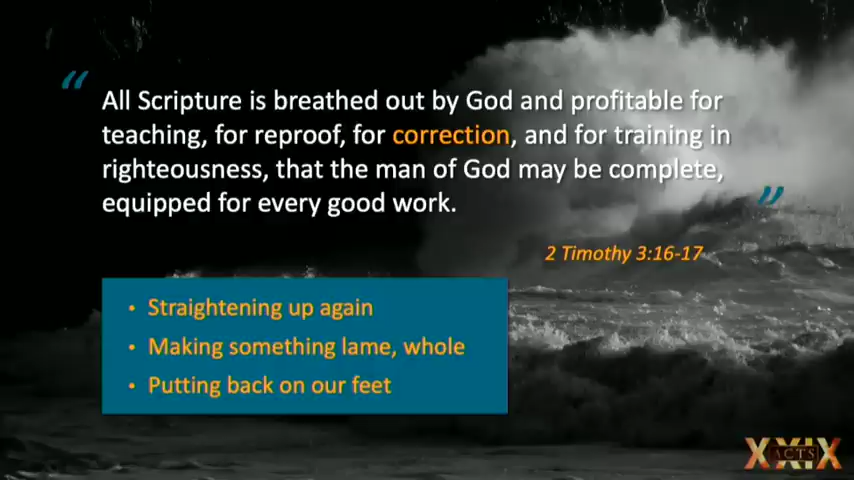 “
All Scripture is breathed out by God and profitable for
teaching, for reproof, for correction, and for training in
righteousness, that the man of God may be complete,
equipped for every good work.
”
2 Timothy 3:16-17
• Straightening up again
• Making something lame, whole
• Putting back on our feet
XXIX
ACTS